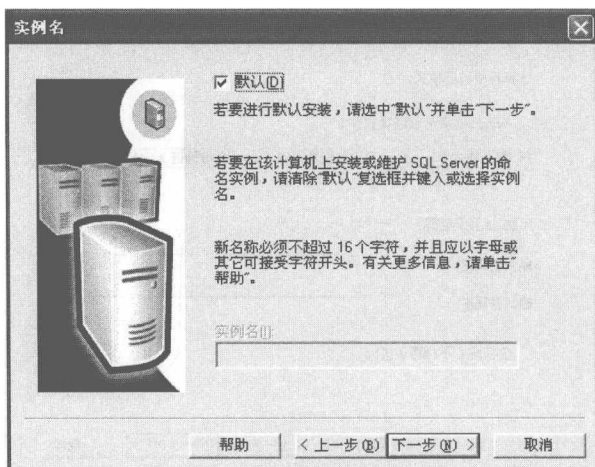 实例名
默认(D)
若要进行默认安装，请选中"默认"并单击"下一步"。
若要在该计算机上安装或维护 SQL Server 的命
名实例，请清除"默认"复选框并键入或选择实例
名。
新名称必须不超过 16 个字符，并且应以字母或
其它可接受字符开头。有关更多信息，请单击"
帮助"。
实例名(I):
帮助
< 上一步(B)
下一步(N) >
取消